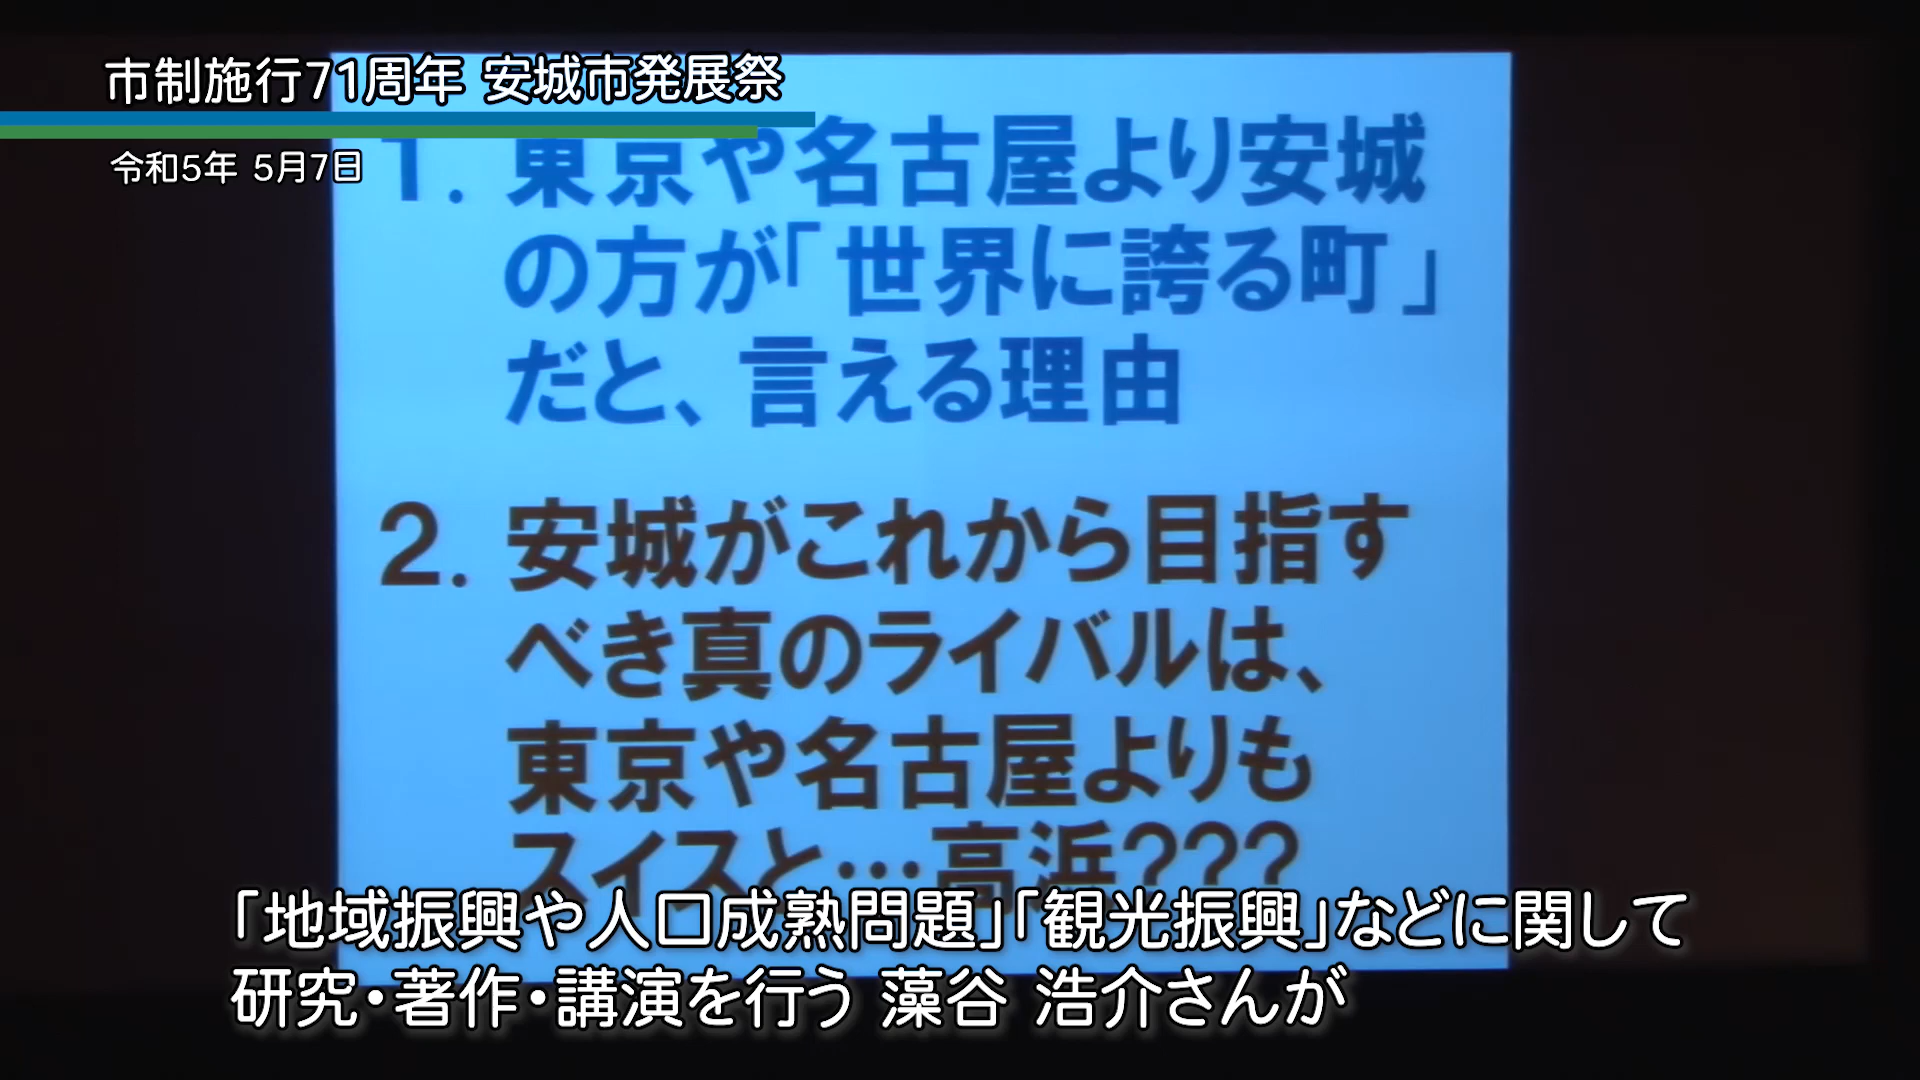 市制施行71周年 安城市発展祭
令和5年 5月7日
1. 東京や名古屋より安城
の方が「世界に誇る町」
だと、言える理由
2. 安城がこれから目指す
べき真のライバルは、
東京や名古屋よりも
スイスと…高浜???
「地域振興や人口成熟問題」「観光振興」などに関して
研究・著作・講演を行う 藻谷 浩介さんが